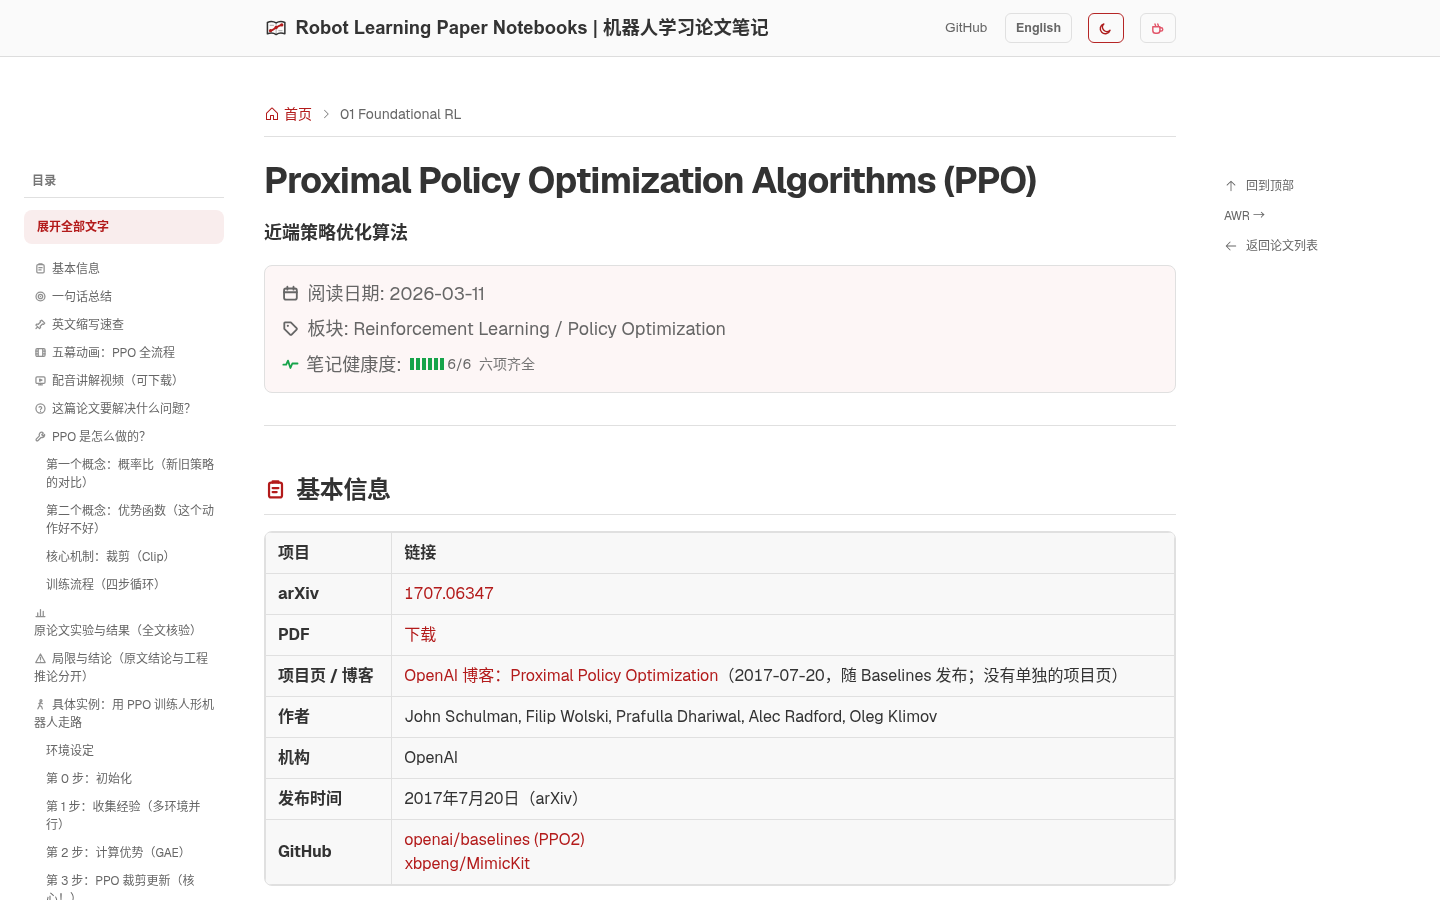 Robot Learning Paper Notebooks | 机器人学习论文笔记
GitHub
English
首页
01 Foundational RL
目录
展开全部文字
基本信息
一句话总结
英文缩写速查
五幕动画：PPO 全流程
配音讲解视频（可下载）
这篇论文要解决什么问题？
PPO 是怎么做的？
第一个概念：概率比（新旧策略
的对比）
第二个概念：优势函数（这个动
作好不好）
核心机制：裁剪（Clip）
训练流程（四步循环）
原论文实验与结果（全文核验）
局限与结论（原文结论与工程
推论分开）
具体实例：用 PPO 训练人形机
器人走路
环境设定
第 0 步：初始化
第 1 步：收集经验（多环境并
行）
第 2 步：计算优势（GAE）
第 3 步：PPO 裁剪更新（核
心！）
Proximal Policy Optimization Algorithms (PPO)
近端策略优化算法
阅读日期: 2026-03-11
板块: Reinforcement Learning / Policy Optimization
笔记健康度: 6/6 六项齐全
基本信息
项目 链接
arXiv 1707.06347
PDF 下载
项目页 / 博客 OpenAI 博客：Proximal Policy Optimization（2017-07-20，随 Baselines 发布；没有单独的项目页）
作者 John Schulman, Filip Wolski, Prafulla Dhariwal, Alec Radford, Oleg Klimov
机构 OpenAI
发布时间 2017年7月20日（arXiv）
GitHub openai/baselines (PPO2)
xbpeng/MimicKit
↑ 回到顶部
AWR →
← 返回论文列表